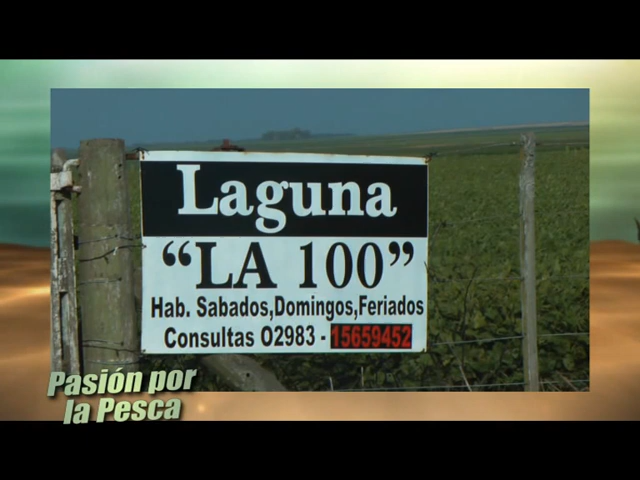 Laguna
“LA 100”
Hab. Sabados,Domingos,Feriados
Consultas 02983 - 15659452
Pasión por
la Pesca